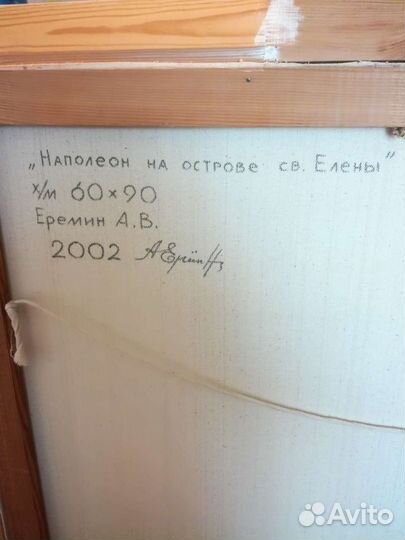 „Наполеон на острове св. Елены"
х/м 60×90
Еремин А.В.
2002
Avito